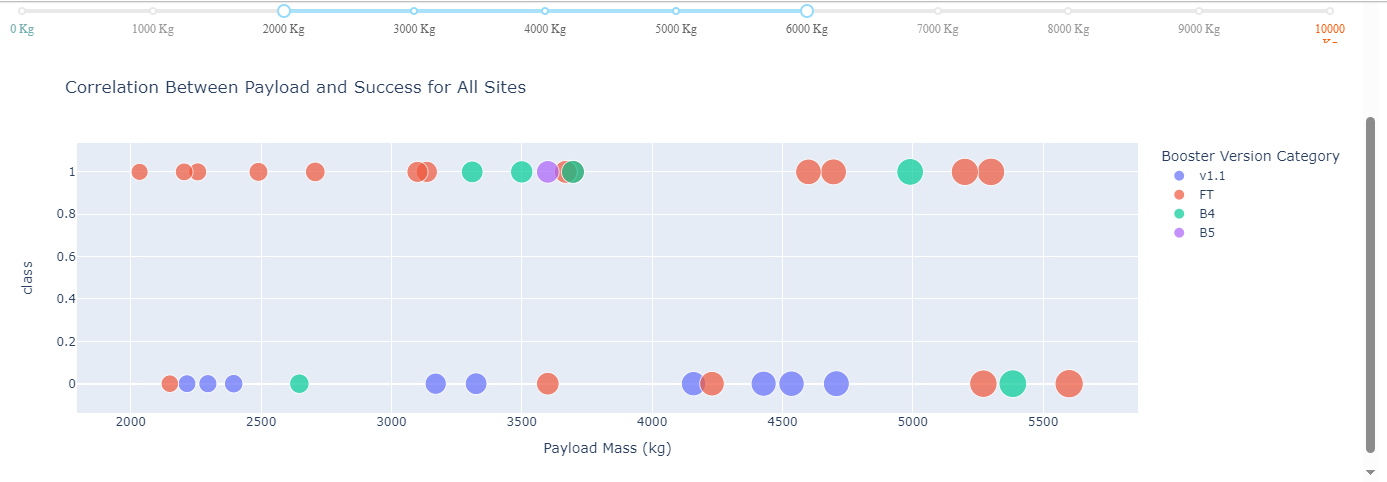 0 Kg 1000 Kg 2000 Kg 3000 Kg 4000 Kg 5000 Kg 6000 Kg 7000 Kg 8000 Kg 9000 Kg 10000
Correlation Between Payload and Success for All Sites
Booster Version Category
v1.1
FT
B4
B5
class
1
0.8
0.6
0.4
0.2
0
2000 2500 3000 3500 4000 4500 5000 5500
Payload Mass (kg)